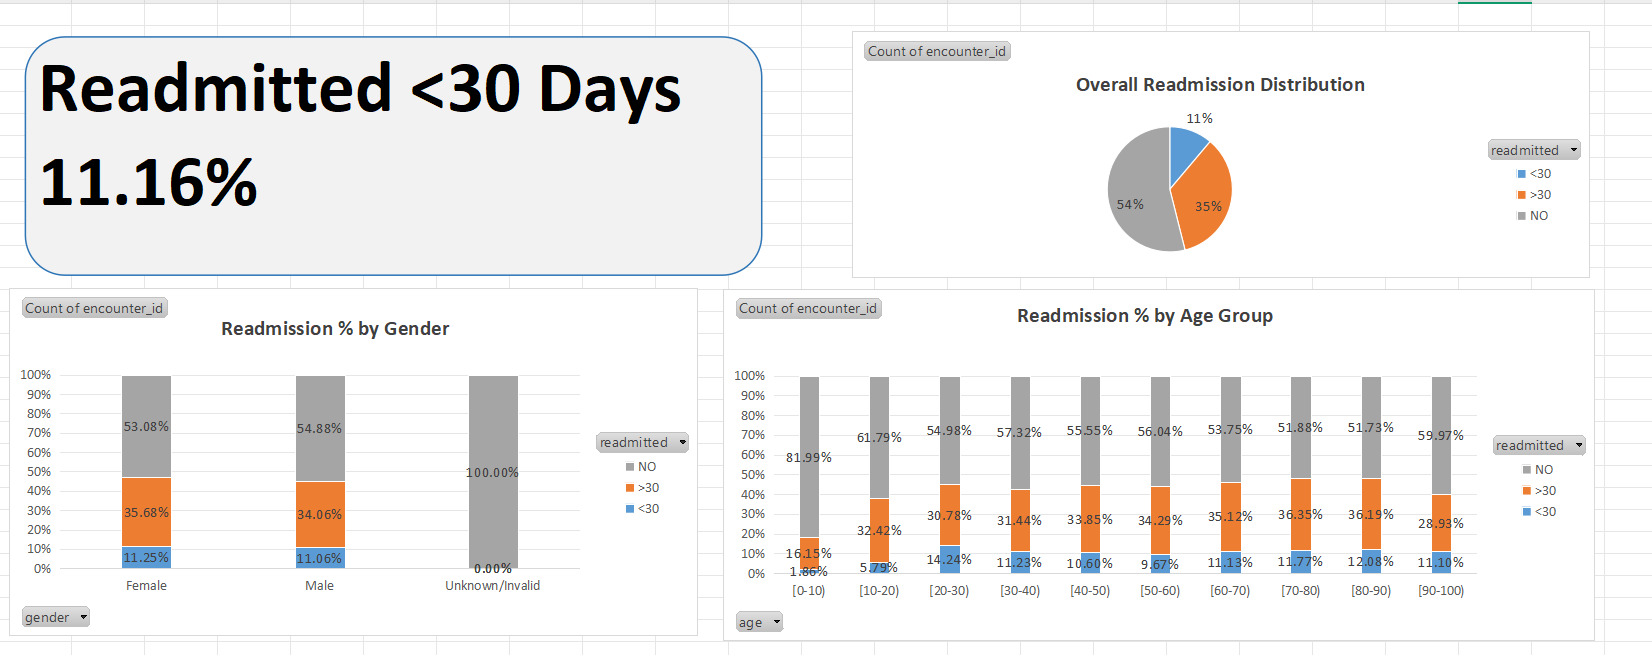 Readmitted <30 Days
11.16%
Count of encounter_id
Overall Readmission Distribution
11%
35%
54%
readmitted
<30
>30
NO
Count of encounter_id
Readmission % by Gender
100%
90%
80%
70%
60%
50%
40%
30%
20%
10%
0%
53.08% 54.88% 100.00%
35.68% 34.06%
11.25% 11.06% 0.00%
Female Male Unknown/Invalid
readmitted
NO
>30
<30
gender
Count of encounter_id
Readmission % by Age Group
100%
90%
80%
70%
60%
50%
40%
30%
20%
10%
0%
81.99% 61.79% 54.98% 57.32% 55.55% 56.04% 53.75% 51.88% 51.73% 59.97%
16.15% 32.42% 30.78% 31.44% 33.85% 34.29% 35.12% 36.35% 36.19% 28.93%
1.86% 5.79% 14.24% 11.23% 10.60% 9.67% 11.13% 11.77% 12.08% 11.10%
[0-10) [10-20) [20-30) [30-40) [40-50) [50-60) [60-70) [70-80) [80-90) [90-100)
readmitted
NO
>30
<30
age